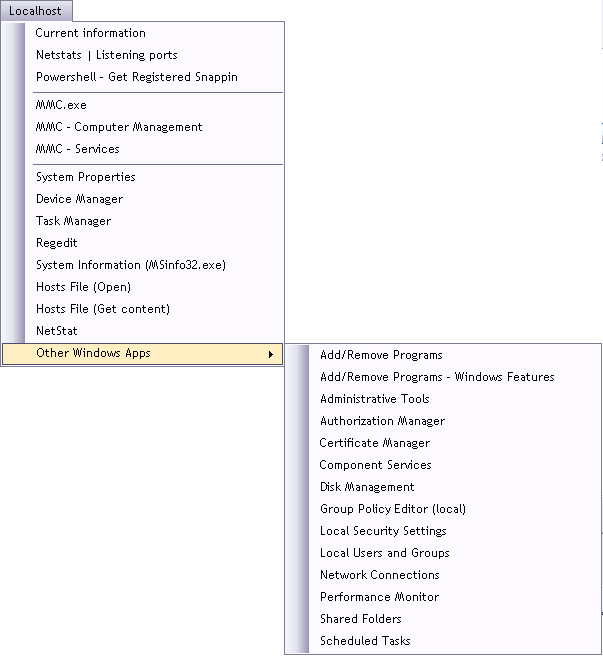 Localhost
Current information
Netstats | Listening ports
Powershell - Get Registered Snappin
MMC.exe
MMC - Computer Management
MMC - Services
System Properties
Device Manager
Task Manager
Regedit
System Information (MSinfo32.exe)
Hosts File (Open)
Hosts File (Get content)
NetStat
Other Windows Apps
Add/Remove Programs
Add/Remove Programs - Windows Features
Administrative Tools
Authorization Manager
Certificate Manager
Component Services
Disk Management
Group Policy Editor (local)
Local Security Settings
Local Users and Groups
Network Connections
Performance Monitor
Shared Folders
Scheduled Tasks